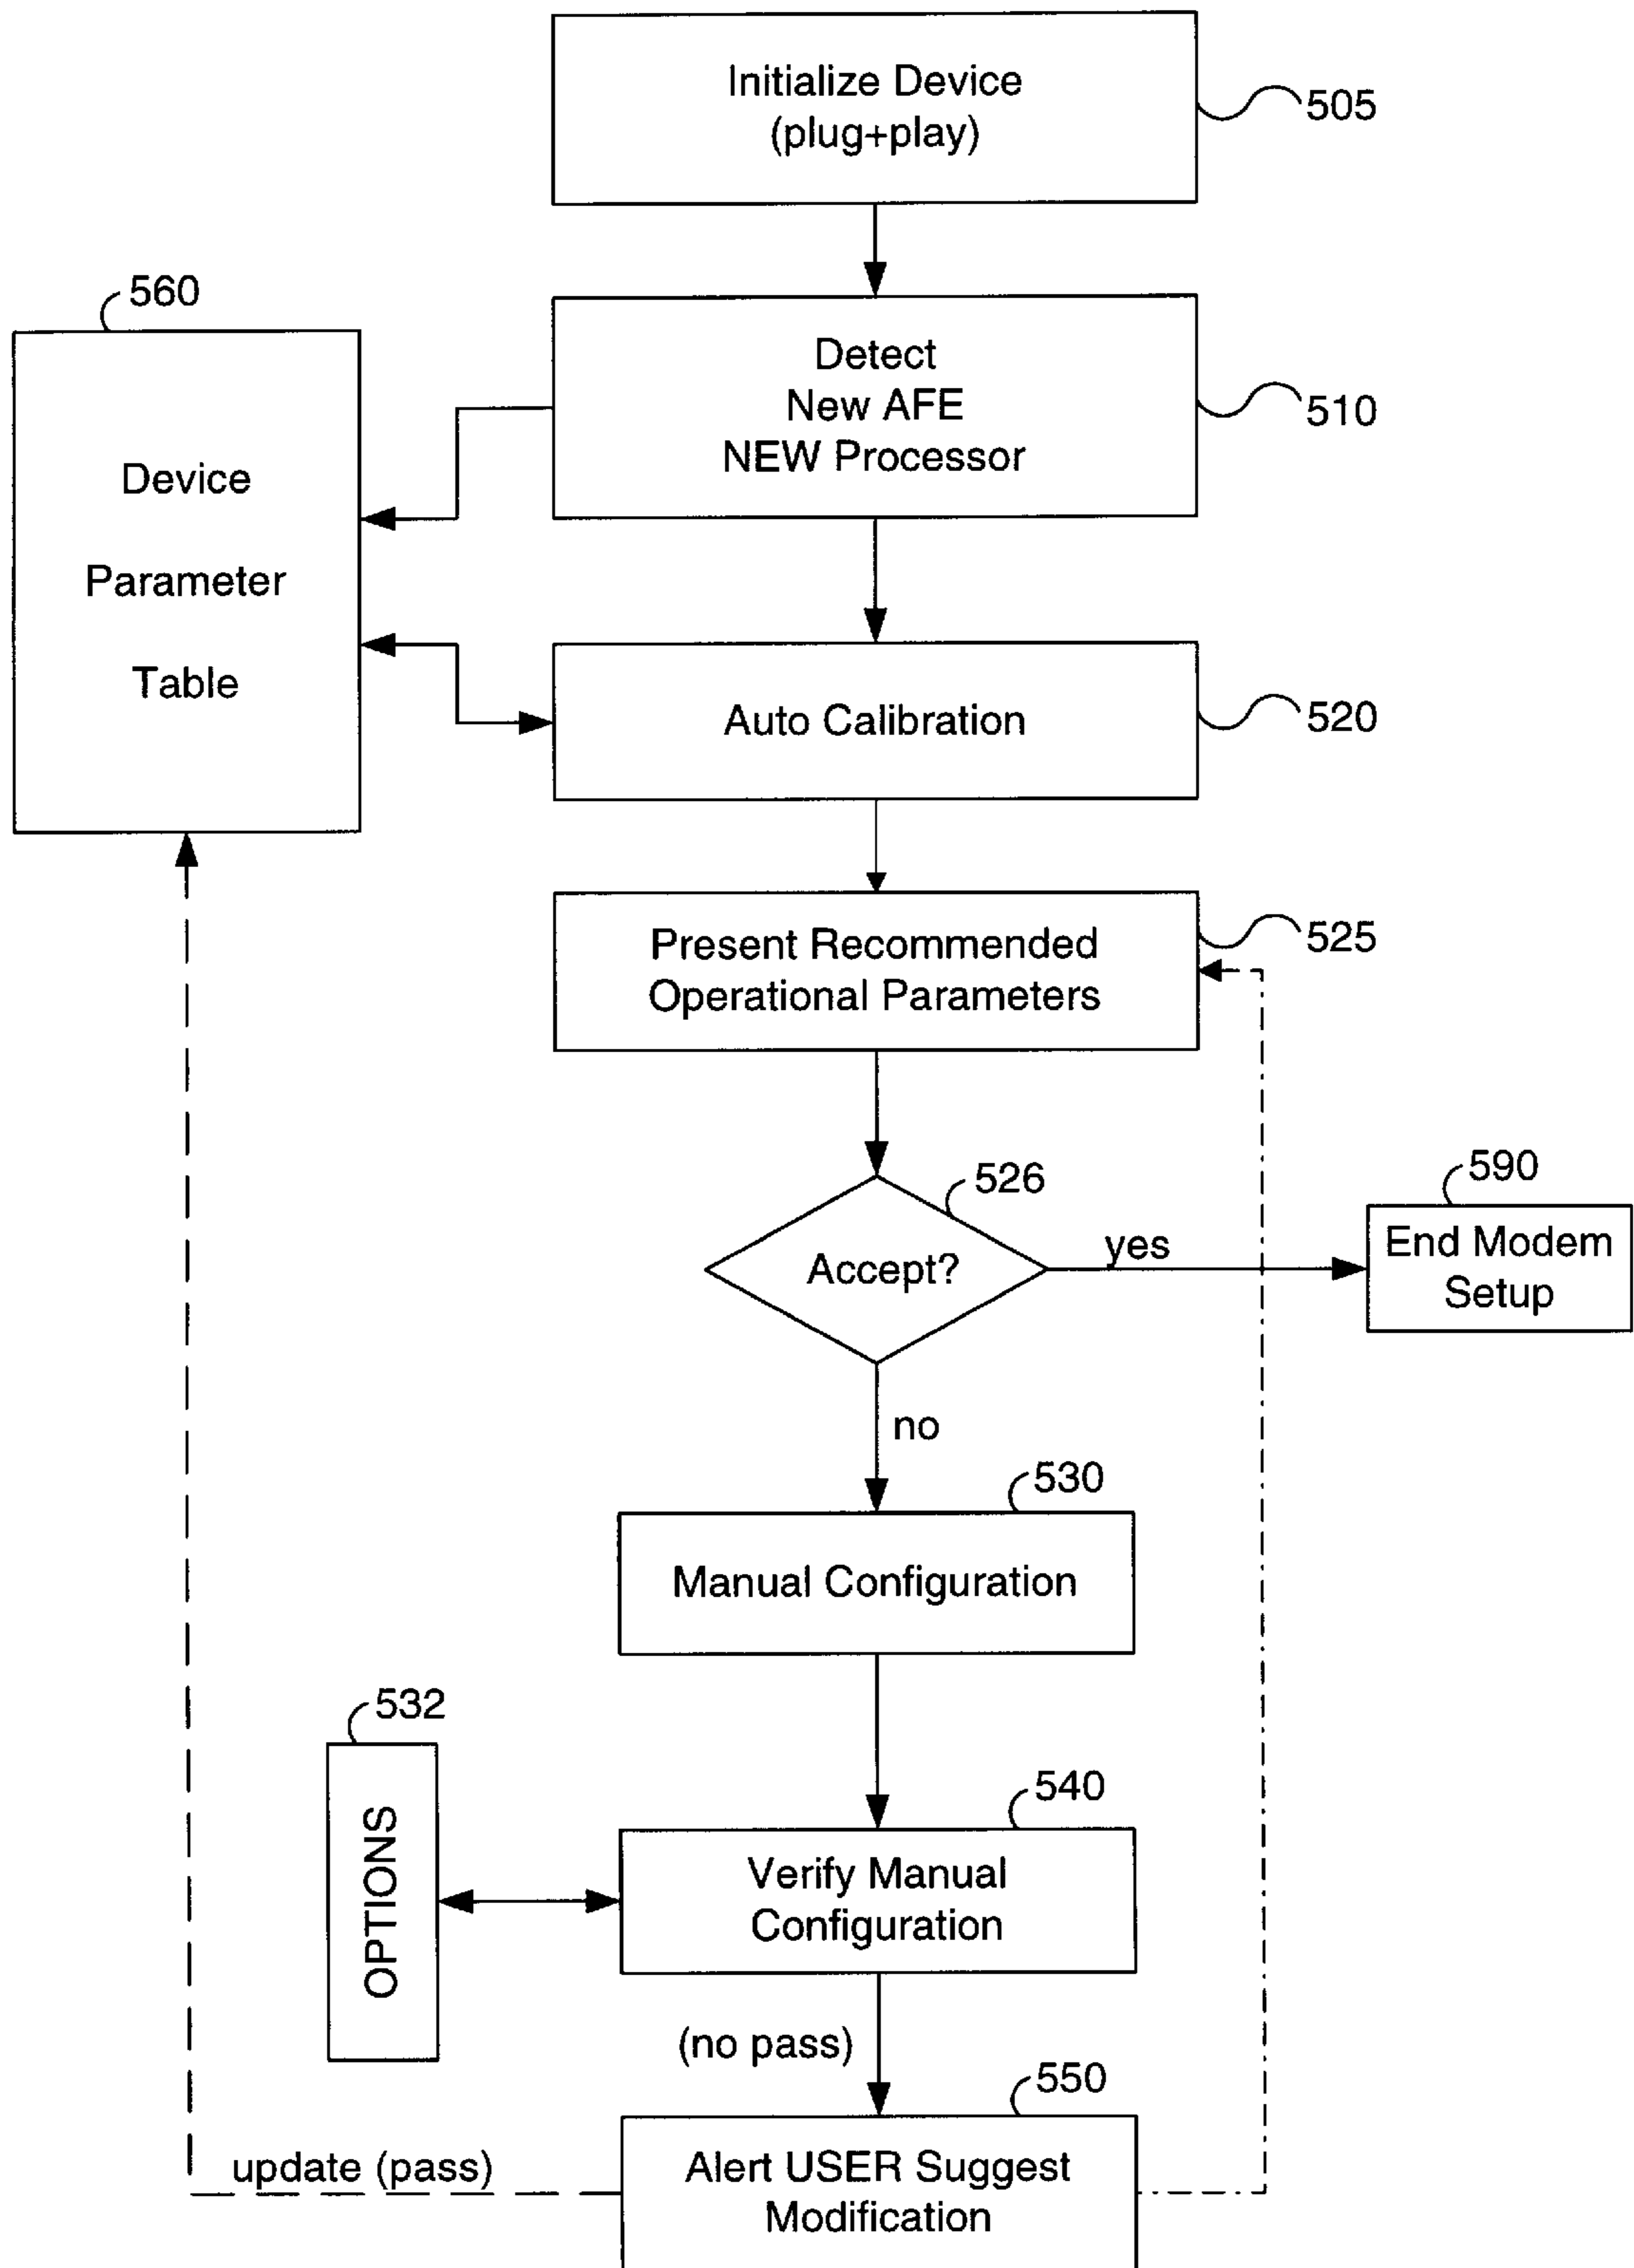 Initialize Device
(plug+play)
505
560
Detect
New AFE
NEW Processor
510
Device
Parameter
Table
Auto Calibration
520
Present Recommended
Operational Parameters
525
526
Accept?
yes
590
End Modem
Setup
no
530
Manual Configuration
532
OPTIONS
540
Verify Manual
Configuration
(no pass)
550
update (pass)
Alert USER Suggest
Modification